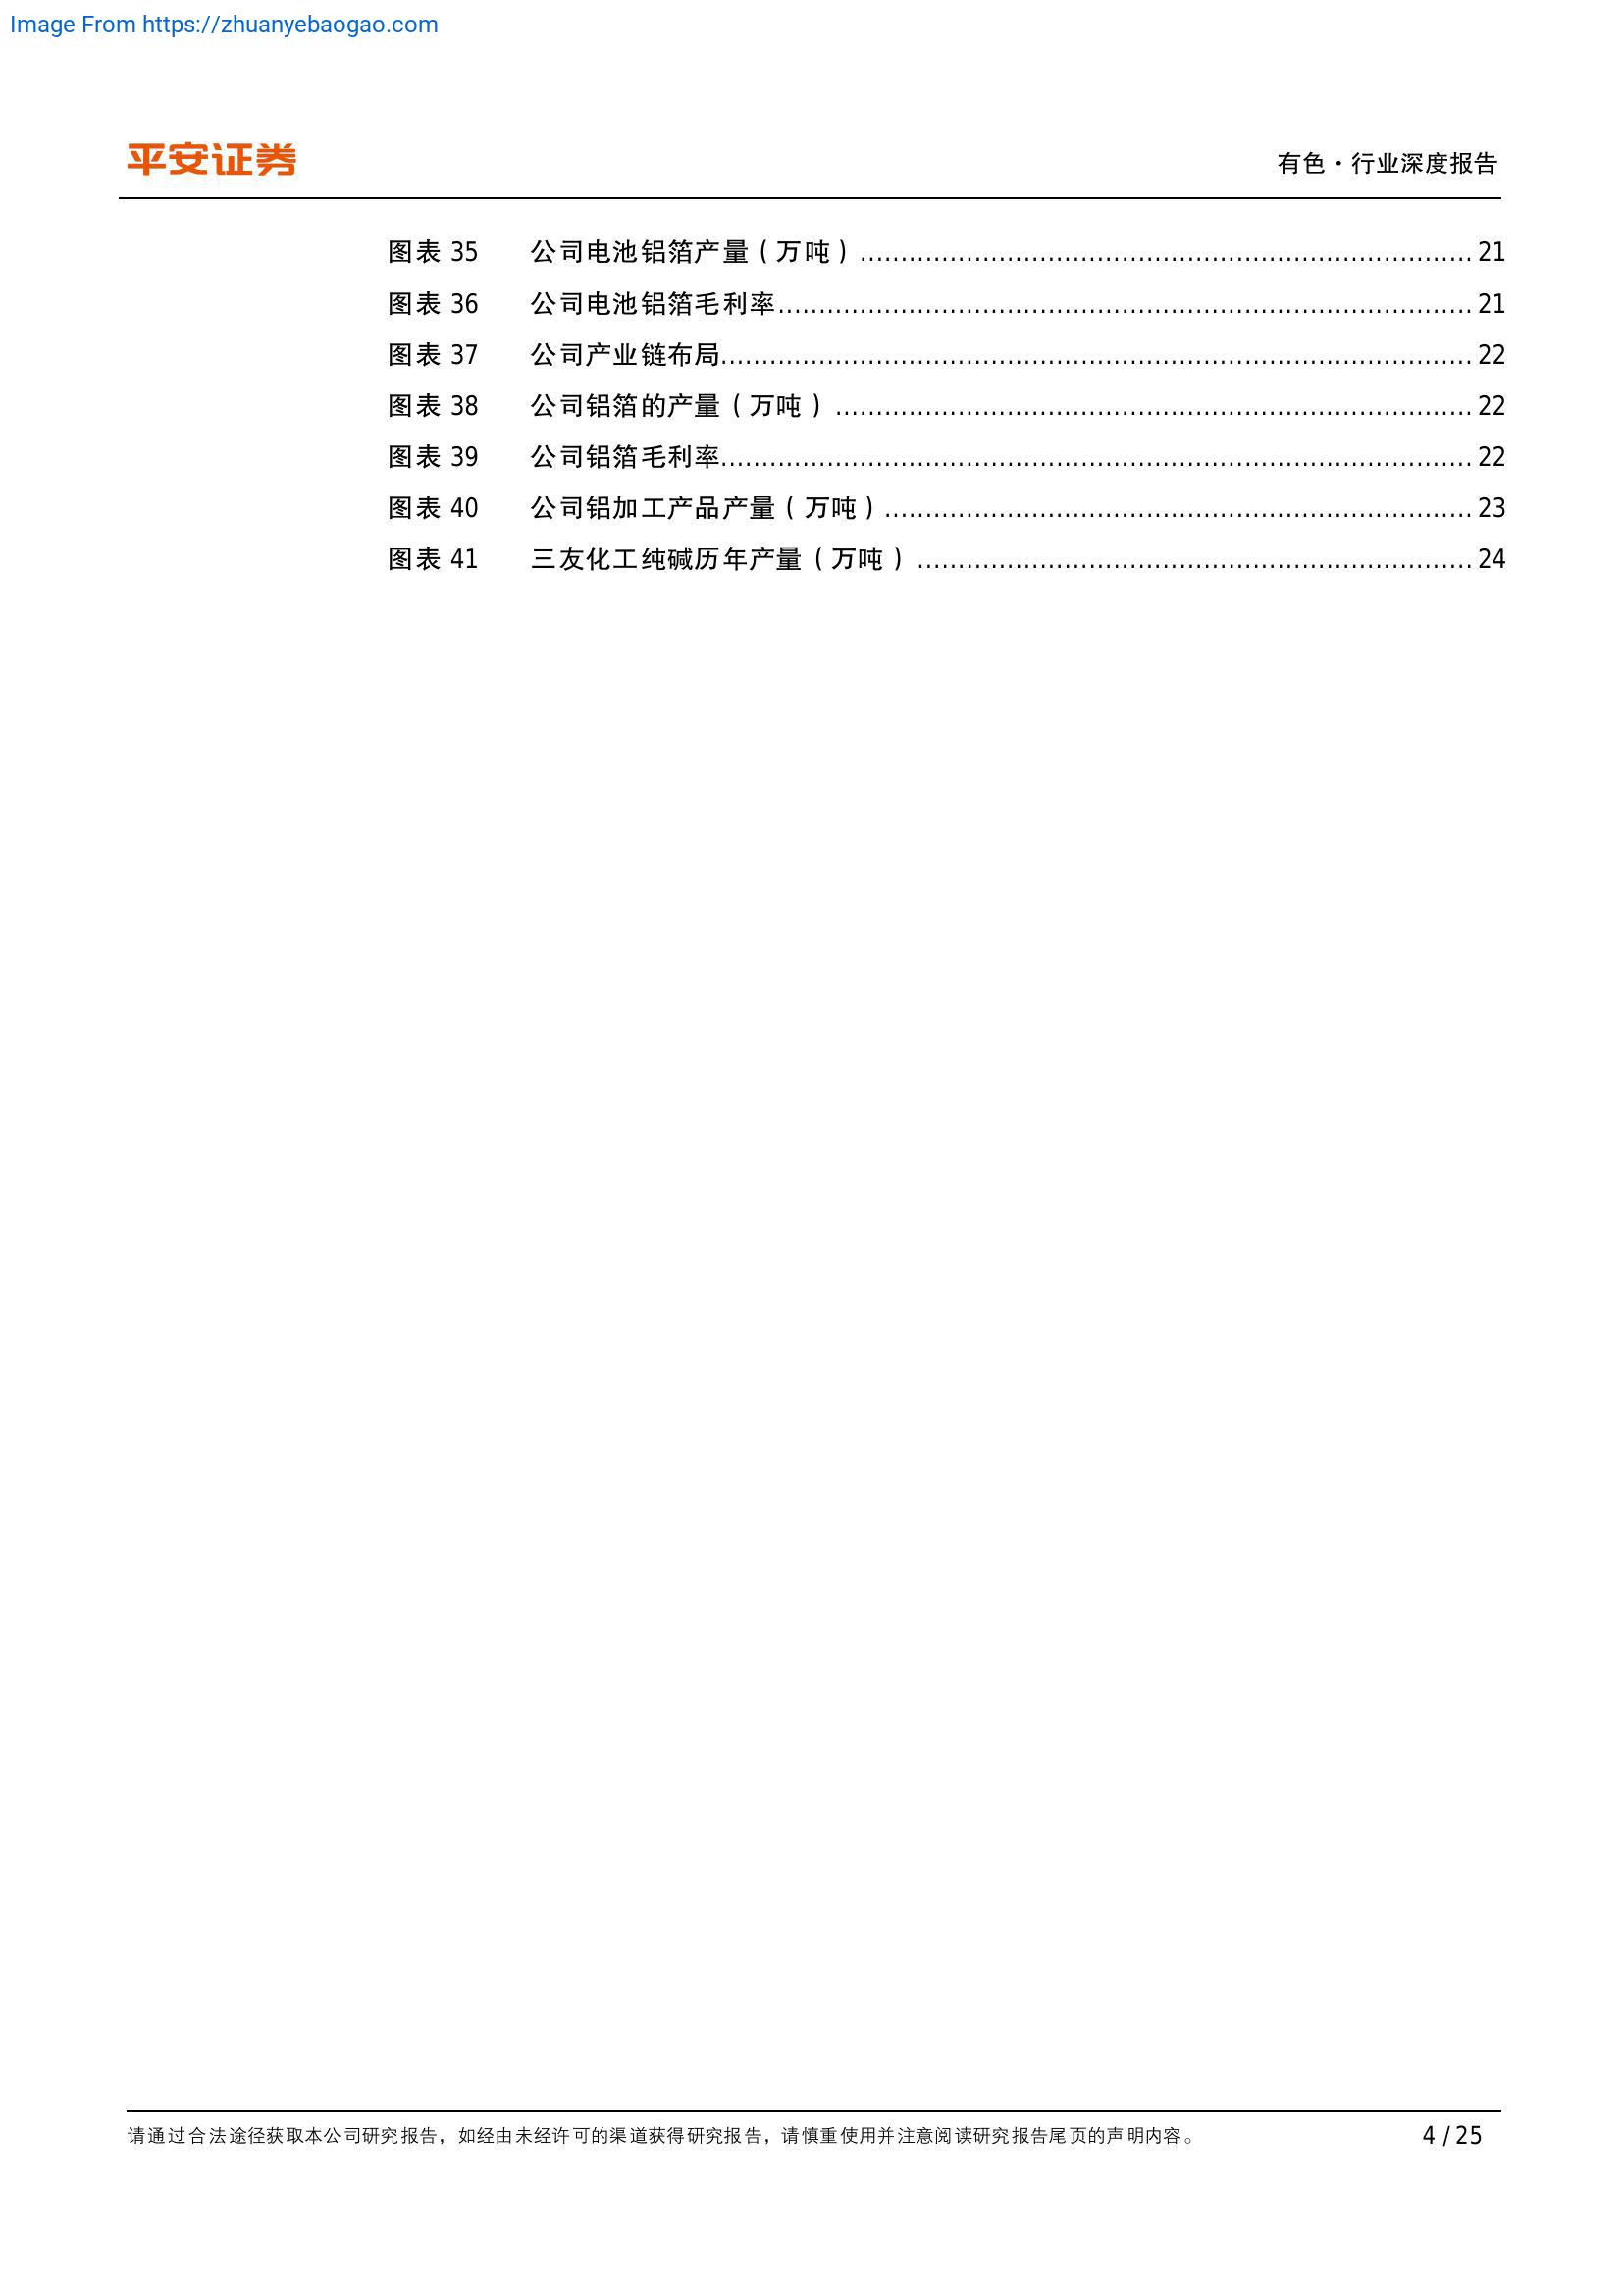 Image From https://zhuanyebaogao.com
平安证券
有色·行业深度报告
图表 35 公司电池铝箔产量（万吨）........................................................................... 21
图表 36 公司电池铝箔毛利率..................................................................................... 21
图表 37 公司产业链布局............................................................................................ 22
图表 38 公司铝箔的产量（万吨）.............................................................................. 22
图表 39 公司铝箔毛利率............................................................................................ 22
图表 40 公司铝加工产品产量（万吨）........................................................................ 23
图表 41 三友化工纯碱历年产量（万吨）.................................................................... 24
请通过合法途径获取本公司研究报告，如经由未经许可的渠道获得研究报告，请慎重使用并注意阅读研究报告尾页的声明内容。
4 / 25